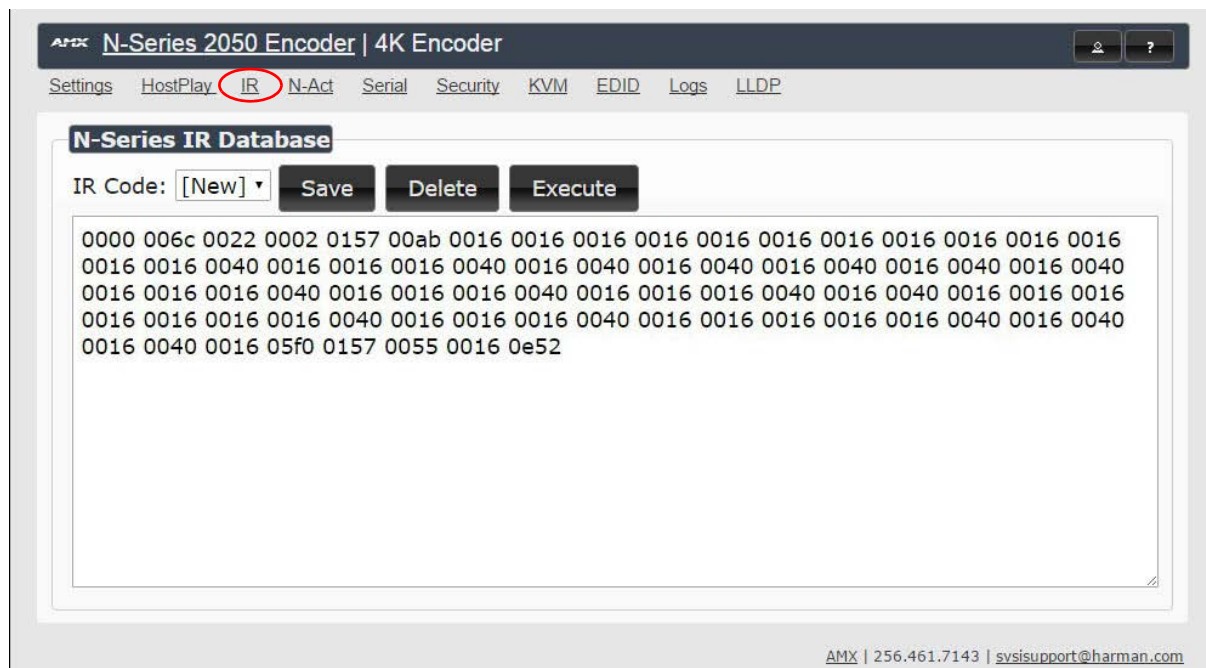 AMX N-Series 2050 Encoder | 4K Encoder ?
Settings HostPlay IR N-Act Serial Security KVM EDID Logs LLDP
N-Series IR Database
IR Code: [New] Save Delete Execute
0000 006c 0022 0002 0157 00ab 0016 0016 0016 0016 0016 0016 0016 0016 0016 0016 0016
0016 0016 0040 0016 0016 0016 0040 0016 0040 0016 0040 0016 0040 0016 0040 0016 0040
0016 0016 0016 0040 0016 0016 0016 0040 0016 0016 0016 0040 0016 0040 0016 0016 0016
0016 0016 0016 0016 0040 0016 0016 0016 0040 0016 0016 0016 0016 0016 0040 0016 0040
0016 0040 0016 05f0 0157 0055 0016 0e52
AMX | 256.461.7143 | svsisupport@harman.com